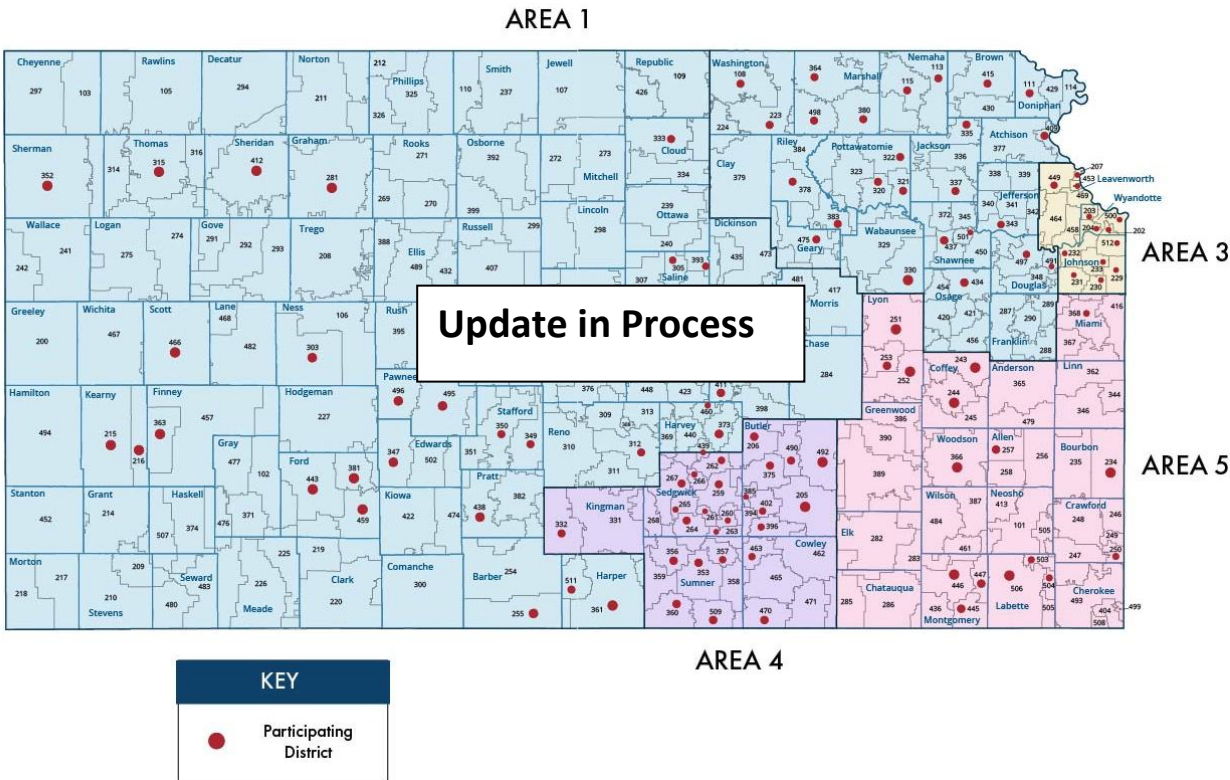 AREA 1
Cheyenne Rawlins Decatur Norton 212 Smith Jewell Republic Washington 364 Nemaha Brown
297 103 105 294 211 Phillips 325 110 237 107 109 108 Marshall 115 113 415 111 429 114
326 426 223 498 380 430 Doniphan
224 335 409
Sherman Thomas 316 Sheridan Graham Rooks Osborne 333 Riley 384 Pottawatomie Jackson Atchison
352 314 315 412 281 271 392 272 273 Cloud Clay 322 336 377
Mitchell 334 379 378 323 321 337 338 339 449 207
269 270 399 320 453 Leavenworth
Lincoln 239 Jefferson 469 Wyandotte
Wallace Logan 274 Gove Trego Russell 299 298 Ottawa Dickinson 383 372 345 340 341 342 464 203 500
241 291 292 293 388 Ellis 240 475 Geary Wabaunsee 501 343 458 204 202
242 275 208 489 432 407 393 435 473 437 450 497 491 232 512 AREA 3
305 Saline Shawnee 348 Johnson
307 481 417 330 454 434 Douglas 231 233 229
Morris Osage 230
Greeley Wichita Scott Lane Ness 106 Rush Update in Process Lyon 420 421 287 289 416
200 467 466 468 482 303 395 Chase 251 456 290 368 Miami
284 253 252 Franklin 288 367
Pawnee 243 Anderson Linn
Hamilton Kearny Finney Hodgeman 496 495 376 448 423 411 Coffey 365 362
494 215 363 457 227 Stafford 309 313 460 398 244 344
216 350 349 Reno Harvey 373 Greenwood 245 479 346
Gray 347 Edwards 351 310 312 369 440 Butler 386
477 102 Ford 381 502 311 439 206 490 492 390 Woodson Allen Bourbon
443 Pratt 262 375 366 257 256 235 234 AREA 5
Stanton Grant Haskell 371 459 Kiowa 382 267 266 389 258
452 214 374 476 422 474 438 Kingman Sedgwick 259 385 205 Wilson 387 Neosho Crawford
507 332 331 268 265 260 402 394 484 413 248 246
264 261 263 396 Elk 101 505 249
Morton 209 225 219 Comanche 254 Cowley 282 461 247 250
217 Seward 483 Clark 300 Barber 511 Harper 356 357 463 462 283 503
218 210 226 220 359 353 358 465 Chatauqua 446 447 506 504 Cherokee
Stevens 480 Meade 255 361 Sumner 471 285 286 436 445 Labette 505 493 404 499
360 509 470 Montgomery 508
AREA 4
KEY
Participating
District